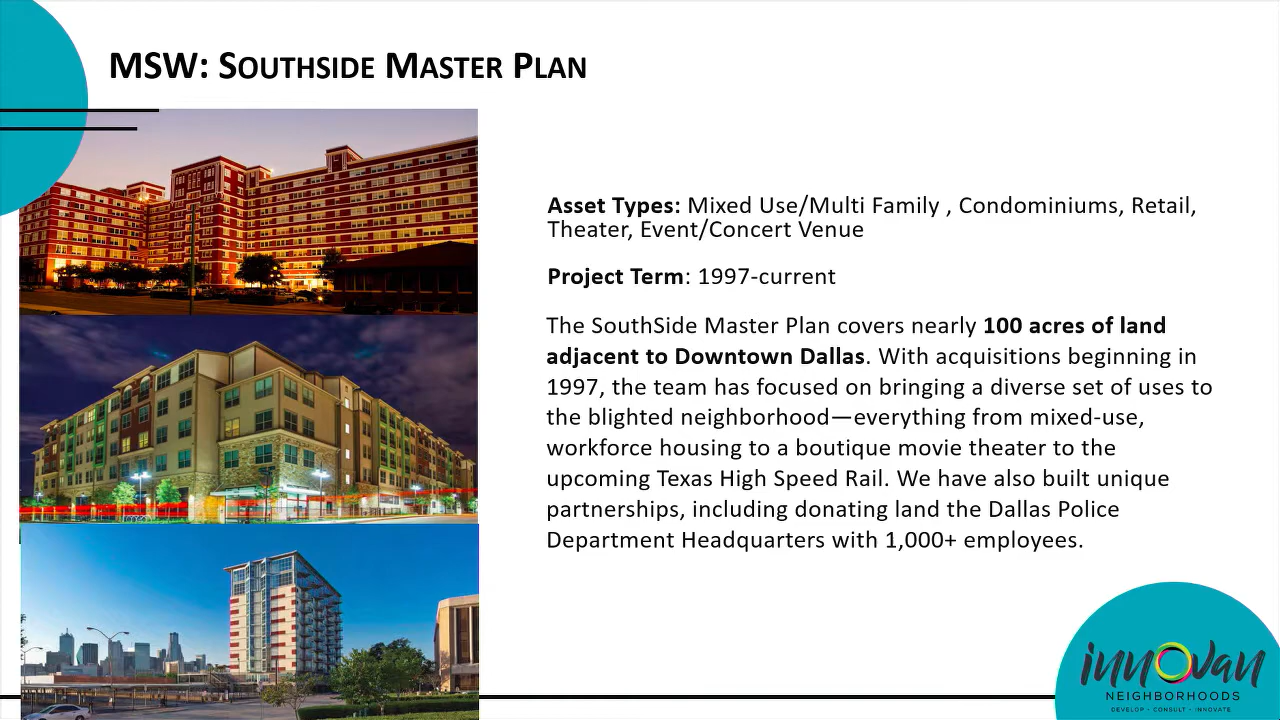 MSW: SOUTHSIDE MASTER PLAN
Asset Types: Mixed Use/Multi Family , Condominiums, Retail,
Theater, Event/Concert Venue
Project Term: 1997-current
The SouthSide Master Plan covers nearly 100 acres of land
adjacent to Downtown Dallas. With acquisitions beginning in
1997, the team has focused on bringing a diverse set of uses to
the blighted neighborhood—everything from mixed-use,
workforce housing to a boutique movie theater to the
upcoming Texas High Speed Rail. We have also built unique
partnerships, including donating land the Dallas Police
Department Headquarters with 1,000+ employees.
innovan
NEIGHBORHOODS
DEVELOP - CONSULT - INNOVATE